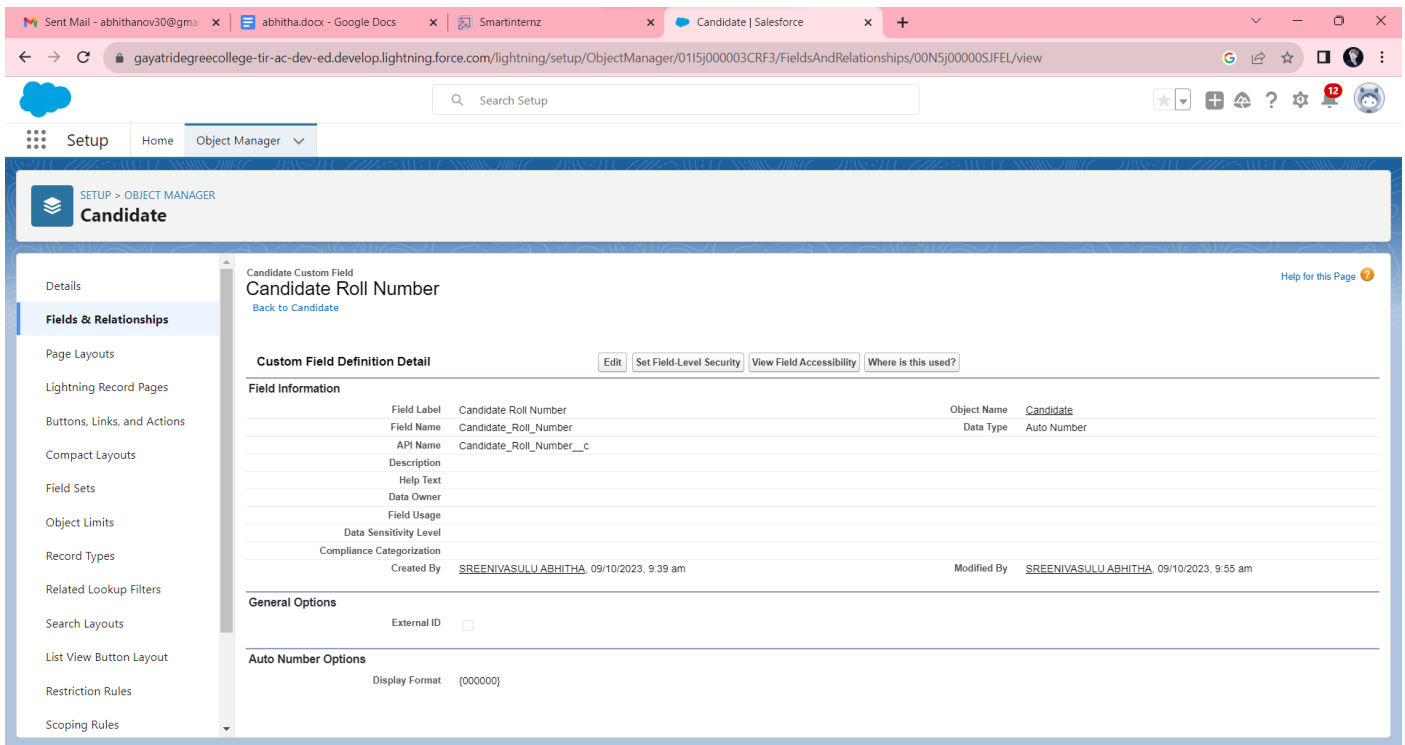 Sent Mail - abhithanov30@gmai
abhitha.docx - Google Docs
Smartinternz
Candidate | Salesforce
gayatridegreecollege-tir-ac-dev-ed.develop.lightning.force.com/lightning/setup/ObjectManager/01I5j000003CRF3/FieldsAndRelationships/00N5j00000SJFEL/view
Search Setup
12
Setup
Home
Object Manager
SETUP > OBJECT MANAGER
Candidate
Details
Fields & Relationships
Page Layouts
Lightning Record Pages
Buttons, Links, and Actions
Compact Layouts
Field Sets
Object Limits
Record Types
Related Lookup Filters
Search Layouts
List View Button Layout
Restriction Rules
Scoping Rules
Candidate Custom Field
Candidate Roll Number
Back to Candidate
Help for this Page
Custom Field Definition Detail
Edit
Set Field-Level Security
View Field Accessibility
Where is this used?
Field Information
Field Label Candidate Roll Number Object Name Candidate
Field Name Candidate_Roll_Number Data Type Auto Number
API Name Candidate_Roll_Number__c
Description
Help Text
Data Owner
Field Usage
Data Sensitivity Level
Compliance Categorization
Created By SREENIVASULU ABHITHA, 09/10/2023, 9:39 am Modified By SREENIVASULU ABHITHA, 09/10/2023, 9:55 am
General Options
External ID
Auto Number Options
Display Format {000000}